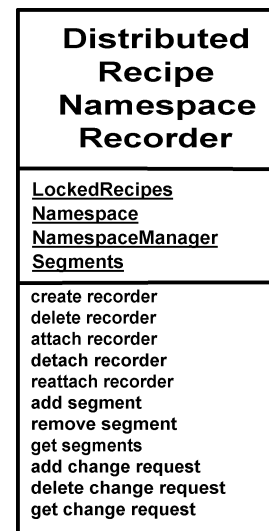 Distributed
Recipe
Namespace
Recorder
LockedRecipes
Namespace
NamespaceManager
Segments
create recorder
delete recorder
attach recorder
detach recorder
reattach recorder
add segment
remove segment
get segments
add change request
delete change request
get change request